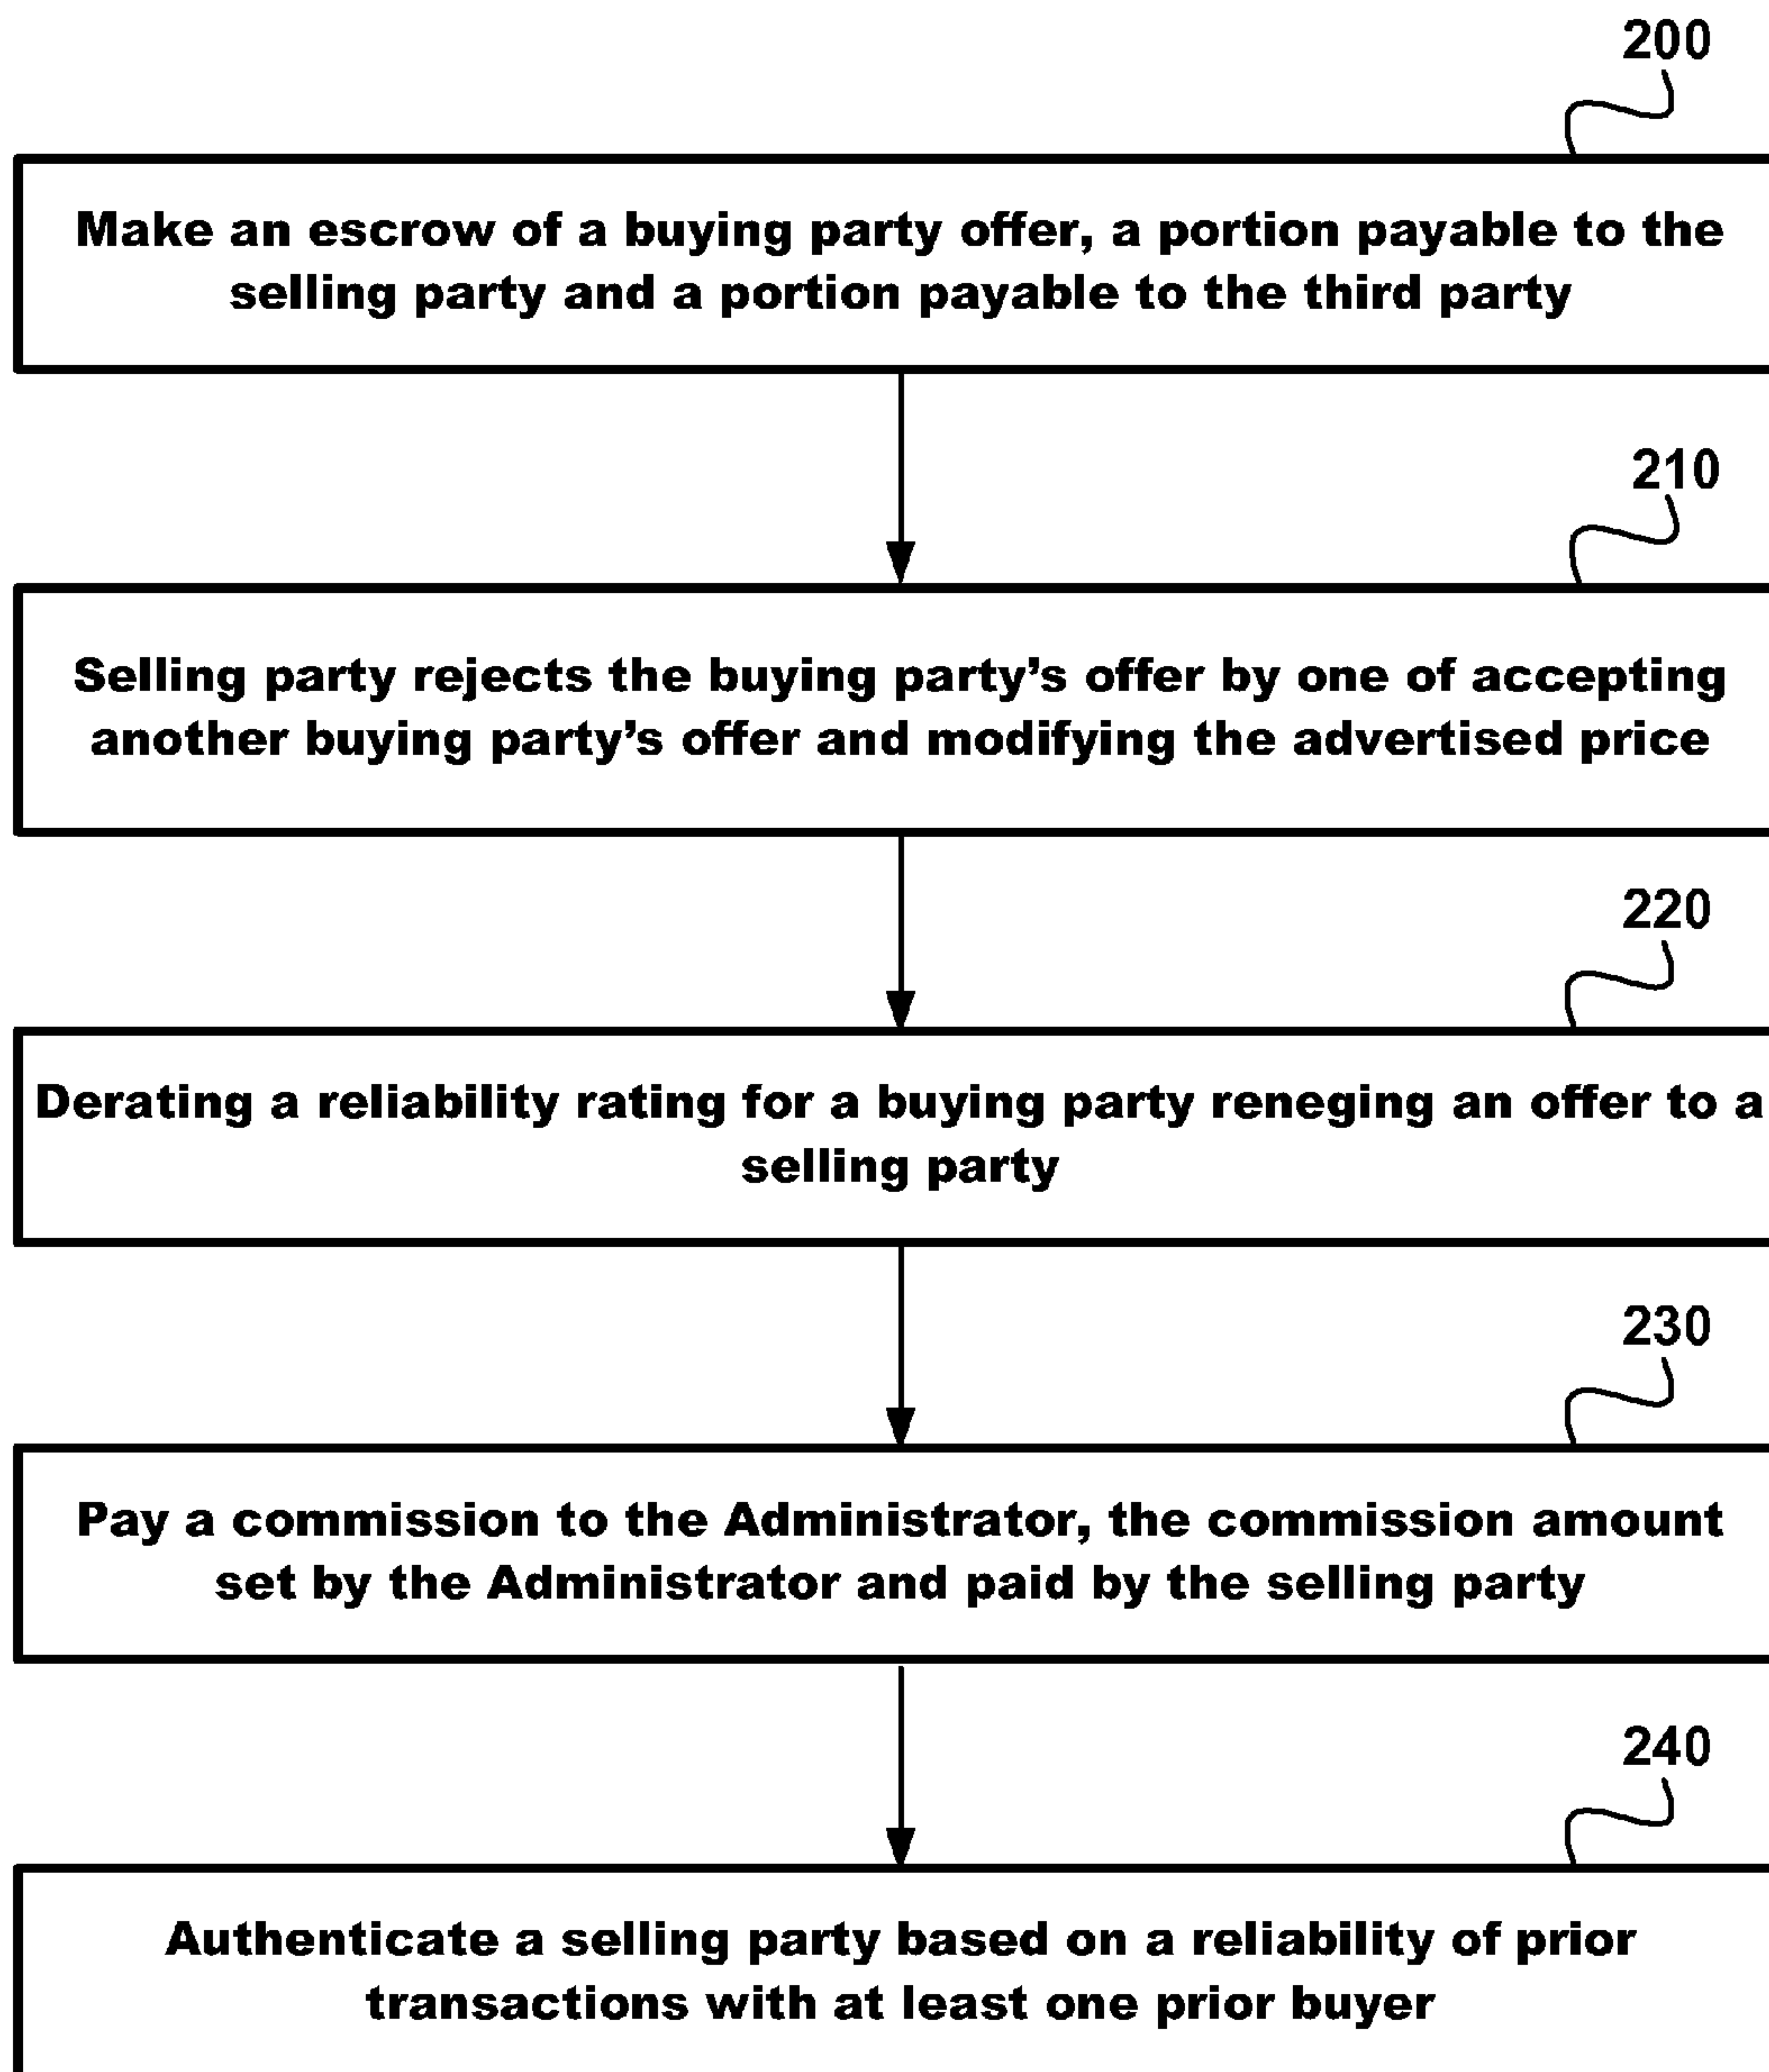 200
Make an escrow of a buying party offer, a portion payable to the
selling party and a portion payable to the third party
210
Selling party rejects the buying party’s offer by one of accepting
another buying party’s offer and modifying the advertised price
220
Derating a reliability rating for a buying party reneging an offer to a
selling party
230
Pay a commission to the Administrator, the commission amount
set by the Administrator and paid by the selling party
240
Authenticate a selling party based on a reliability of prior
transactions with at least one prior buyer